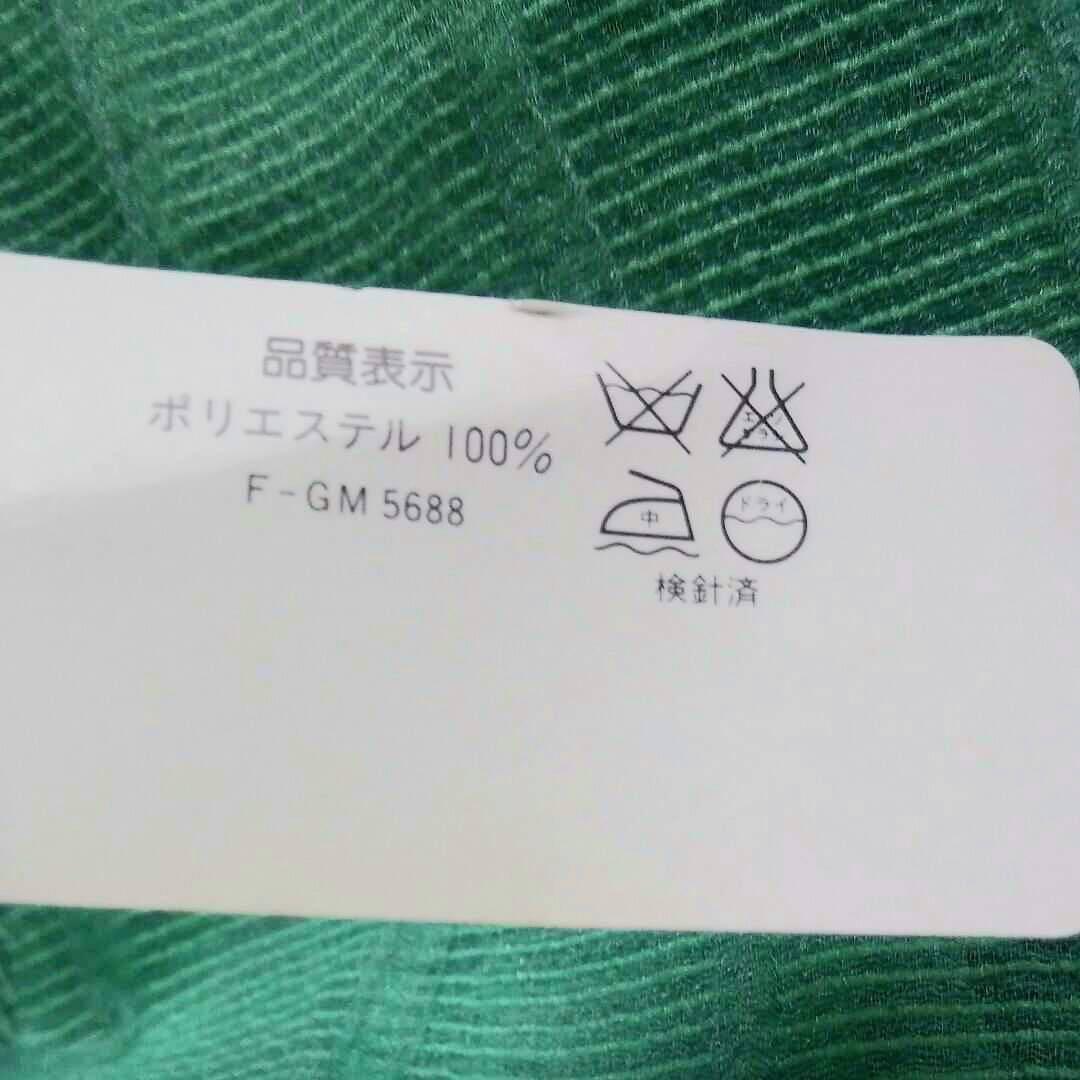 品質表示
ポリエステル 100%
F-GM 5688
中
ドライ
検針済